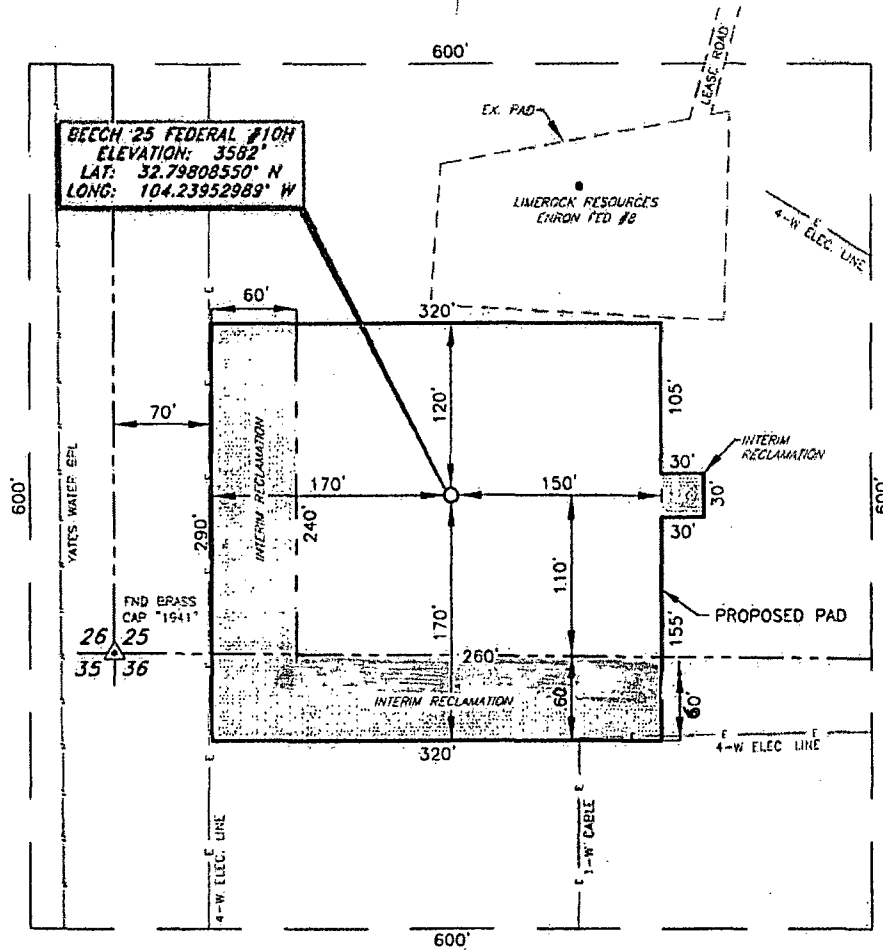 600'
LEASE ROAD
EX. PAD
BEECH 25 FEDERAL #10H
ELEVATION: 3582'
LAT: 32.79808550° N
LONG: 104.23952989° W
LIMEROCK RESOURCES
ENRON FED #8
E
4-W ELEC. LINE
E
60'
320'
120'
105'
70'
INTERIM
RECLAMATION
30'
30'
30'
170'
150'
600'
YATES WATER BPL
290'
INTERIM RECLAMATION
240'
110'
600'
FND BRASS
CAP "1941"
170'
155'
PROPOSED PAD
26 25
35 36
260'
INTERIM RECLAMATION
60'
60'
320'
E
E
4-W ELEC LINE
E
E
4-W ELEC. LINE
E
E
1-W CABLE
E
600'